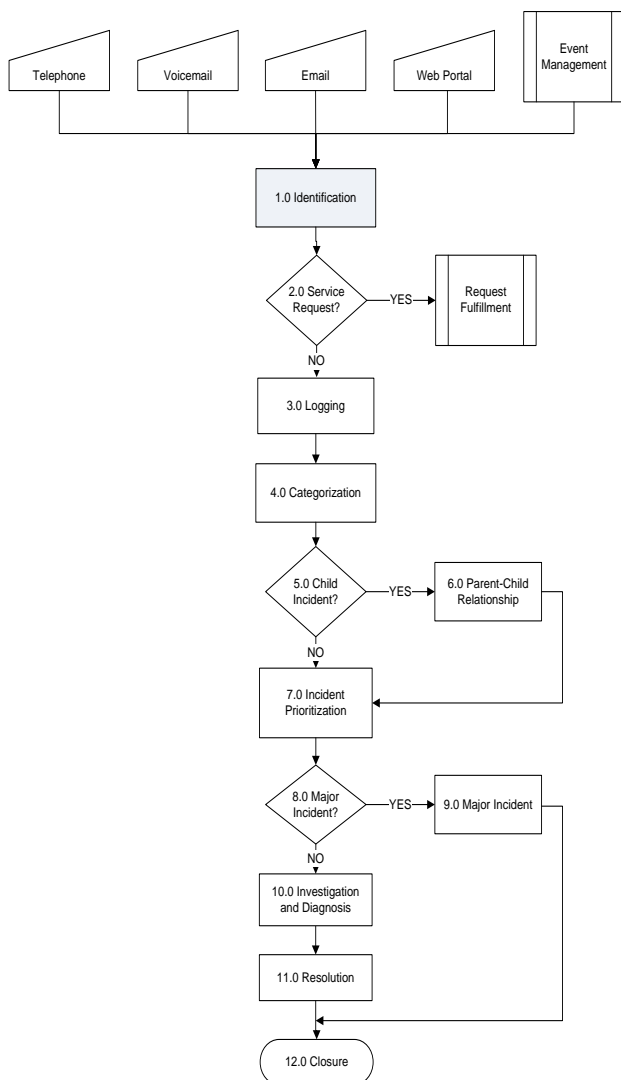 Telephone
Voicemail
Email
Web Portal
Event
Management
1.0 Identification
2.0 Service
Request?
YES
Request
Fulfillment
NO
3.0 Logging
4.0 Categorization
5.0 Child
Incident?
YES
6.0 Parent-Child
Relationship
NO
7.0 Incident
Prioritization
8.0 Major
Incident?
YES
9.0 Major Incident
NO
10.0 Investigation
and Diagnosis
11.0 Resolution
12.0 Closure